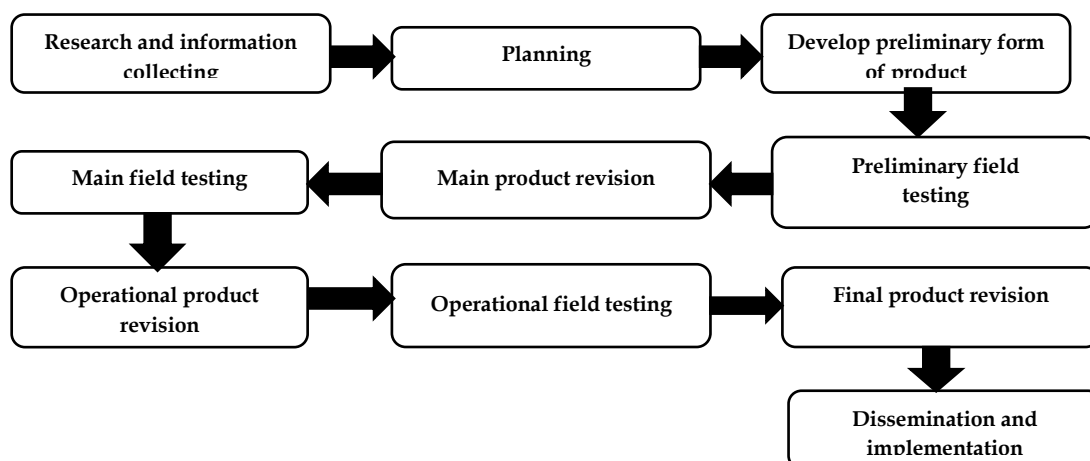 Research and information
collecting
Planning
Develop preliminary form
of product
Preliminary field
testing
Main product revision
Main field testing
Operational product
revision
Operational field testing
Final product revision
Dissemination and
implementation